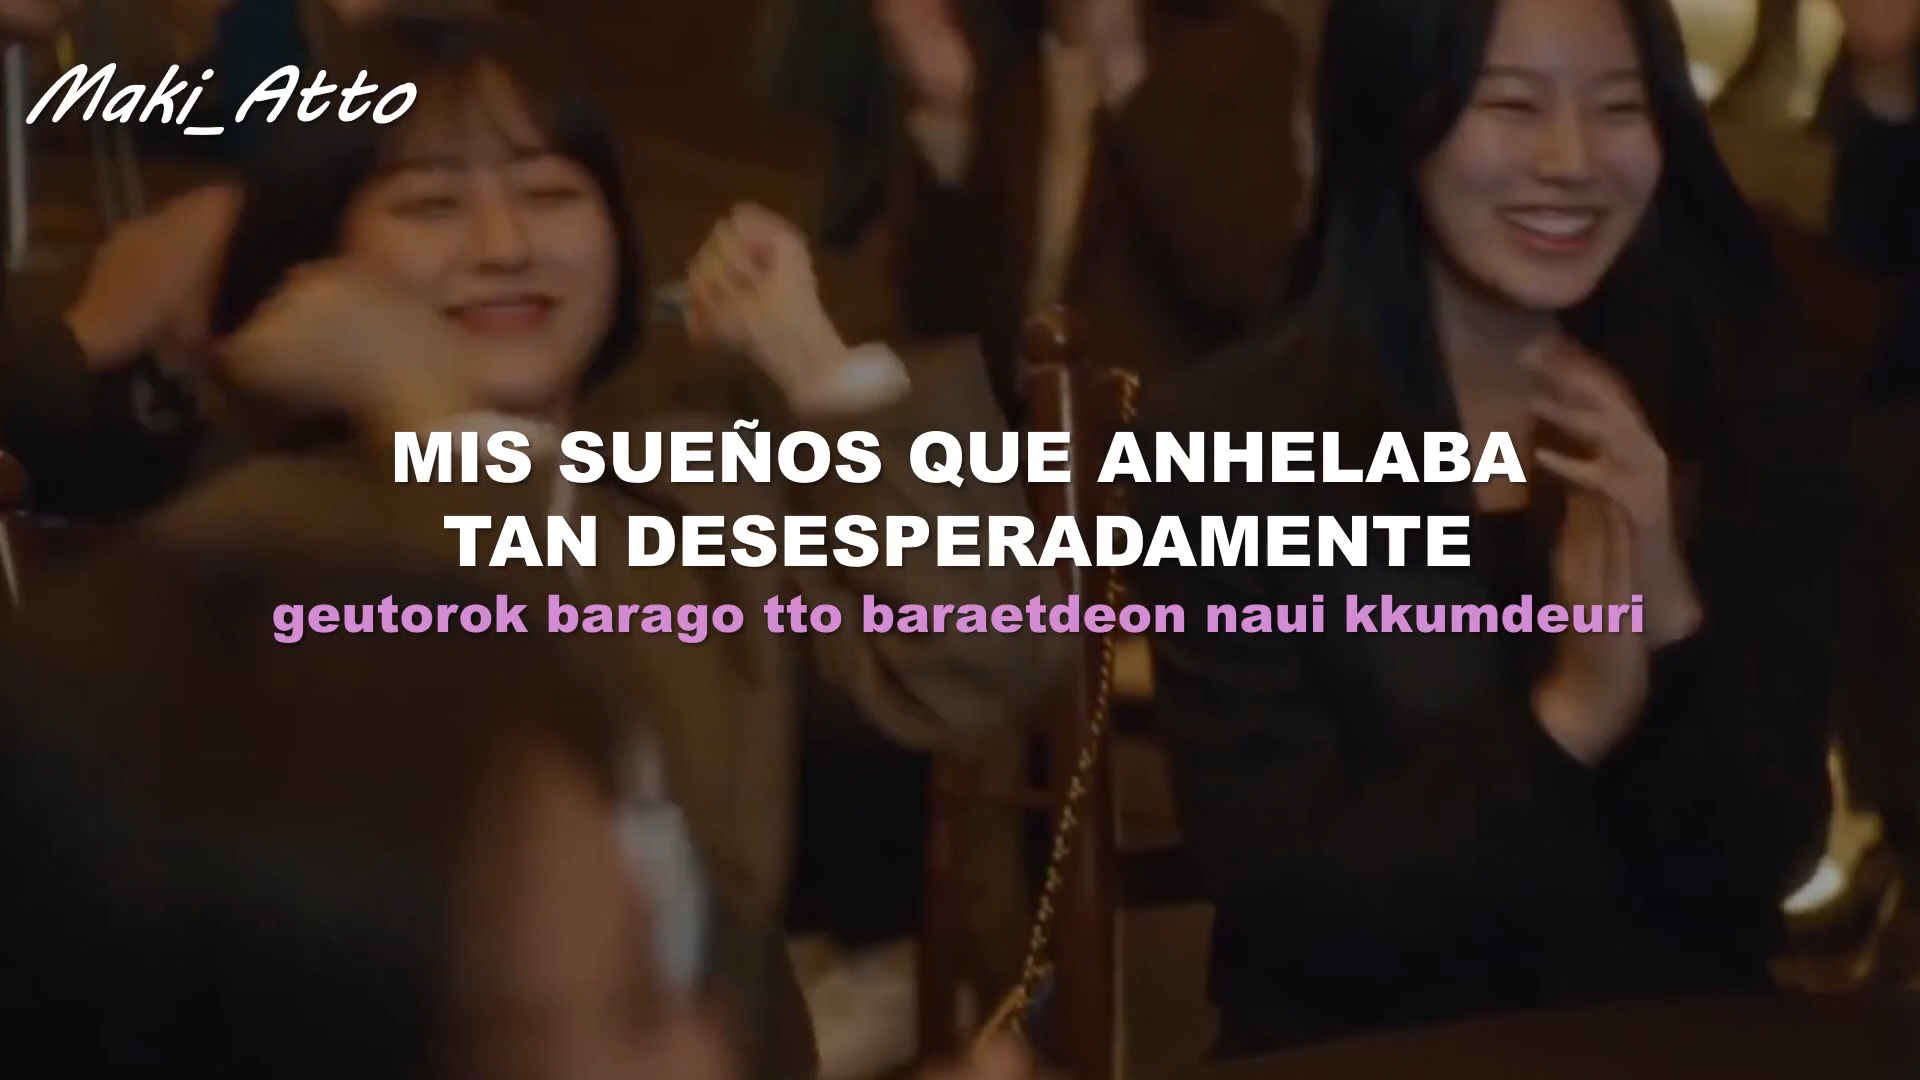 Maki_Atto
MIS SUEÑOS QUE ANHELABA
TAN DESESPERADAMENTE
geutorok barago tto baraetdeon naui kkumdeuri